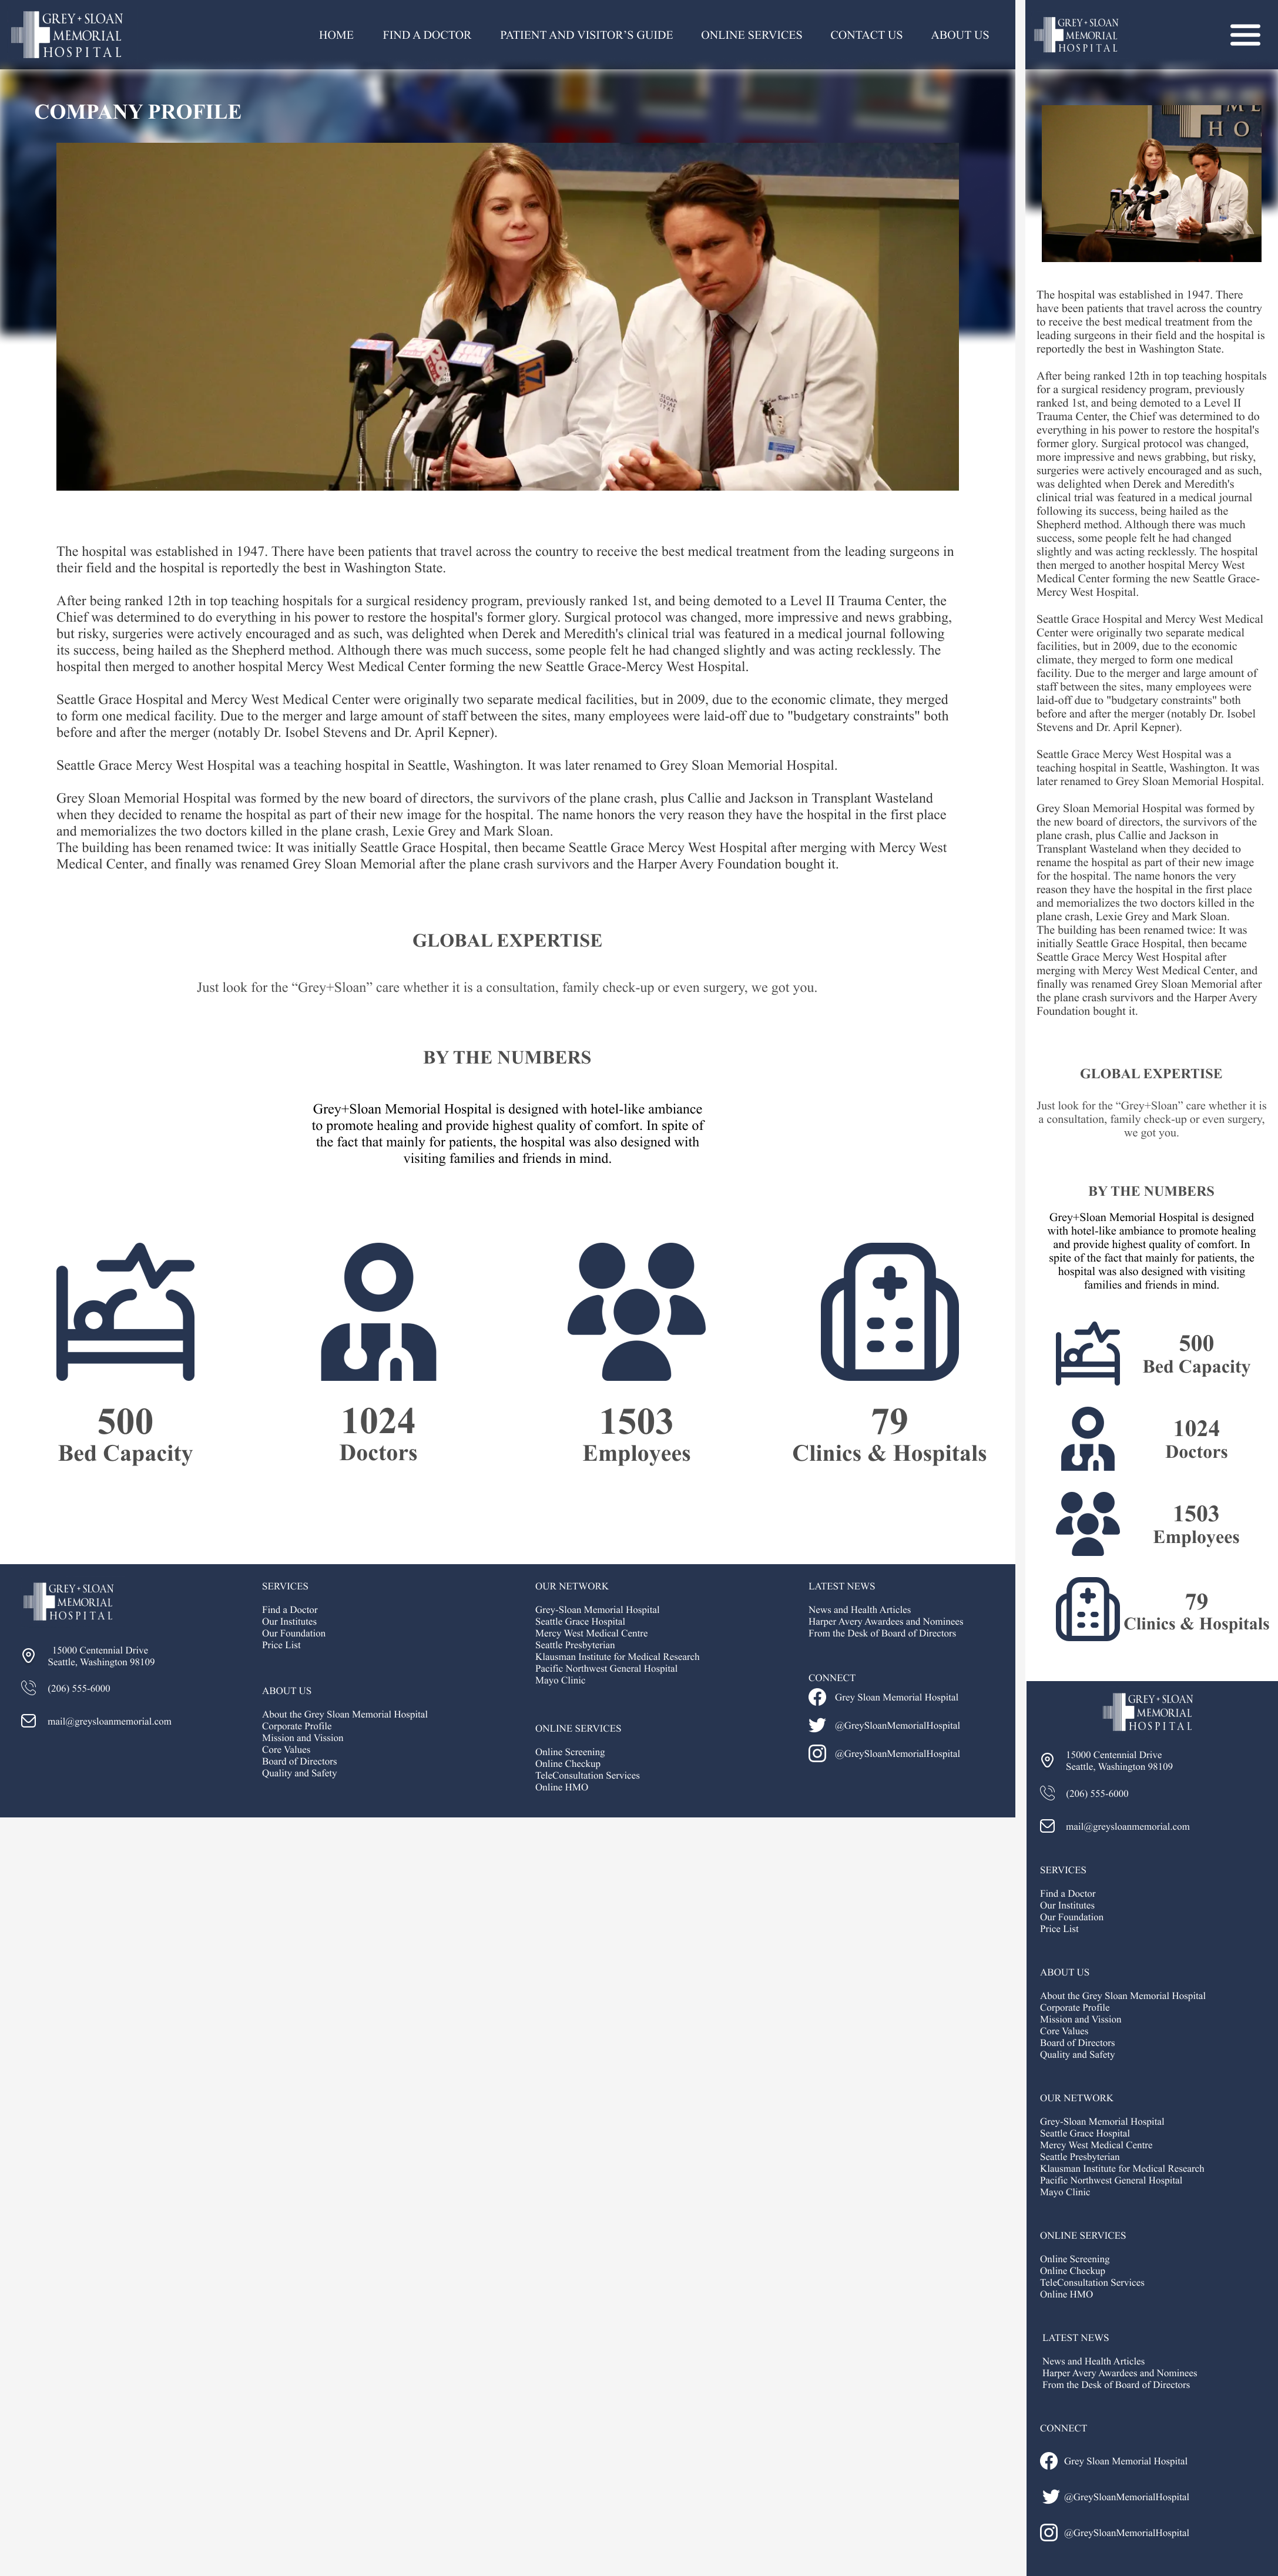 GREY + SLOAN
MEMORIAL
HOSPITAL
HOME FIND A DOCTOR PATIENT AND VISITOR’S GUIDE ONLINE SERVICES CONTACT US ABOUT US
COMPANY PROFILE
17
The hospital was established in 1947. There have been patients that travel across the country to receive the best medical treatment from the leading surgeons in
their field and the hospital is reportedly the best in Washington State.
After being ranked 12th in top teaching hospitals for a surgical residency program, previously ranked 1st, and being demoted to a Level II Trauma Center, the
Chief was determined to do everything in his power to restore the hospital's former glory. Surgical protocol was changed, more impressive and news grabbing,
but risky, surgeries were actively encouraged and as such, was delighted when Derek and Meredith's clinical trial was featured in a medical journal following
its success, being hailed as the Shepherd method. Although there was much success, some people felt he had changed slightly and was acting recklessly. The
hospital then merged to another hospital Mercy West Medical Center forming the new Seattle Grace-Mercy West Hospital.
Seattle Grace Hospital and Mercy West Medical Center were originally two separate medical facilities, but in 2009, due to the economic climate, they merged
to form one medical facility. Due to the merger and large amount of staff between the sites, many employees were laid-off due to "budgetary constraints" both
before and after the merger (notably Dr. Isobel Stevens and Dr. April Kepner).
Seattle Grace Mercy West Hospital was a teaching hospital in Seattle, Washington. It was later renamed to Grey Sloan Memorial Hospital.
Grey Sloan Memorial Hospital was formed by the new board of directors, the survivors of the plane crash, plus Callie and Jackson in Transplant Wasteland
when they decided to rename the hospital as part of their new image for the hospital. The name honors the very reason they have the hospital in the first place
and memorializes the two doctors killed in the plane crash, Lexie Grey and Mark Sloan.
The building has been renamed twice: It was initially Seattle Grace Hospital, then became Seattle Grace Mercy West Hospital after merging with Mercy West
Medical Center, and finally was renamed Grey Sloan Memorial after the plane crash survivors and the Harper Avery Foundation bought it.
GLOBAL EXPERTISE
Just look for the “Grey+Sloan” care whether it is a consultation, family check-up or even surgery, we got you.
BY THE NUMBERS
Grey+Sloan Memorial Hospital is designed with hotel-like ambiance
to promote healing and provide highest quality of comfort. In spite of
the fact that mainly for patients, the hospital was also designed with
visiting families and friends in mind.
500
Bed Capacity
1024
Doctors
1503
Employees
79
Clinics & Hospitals
GREY + SLOAN
MEMORIAL
HOSPITAL
15000 Centennial Drive
Seattle, Washington 98109
(206) 555-6000
mail@greysloanmemorial.com
SERVICES
Find a Doctor
Our Institutes
Our Foundation
Price List
ABOUT US
About the Grey Sloan Memorial Hospital
Corporate Profile
Mission and Vission
Core Values
Board of Directors
Quality and Safety
OUR NETWORK
Grey-Sloan Memorial Hospital
Seattle Grace Hospital
Mercy West Medical Centre
Seattle Presbyterian
Klausman Institute for Medical Research
Pacific Northwest General Hospital
Mayo Clinic
ONLINE SERVICES
Online Screening
Online Checkup
TeleConsultation Services
Online HMO
LATEST NEWS
News and Health Articles
Harper Avery Awardees and Nominees
From the Desk of Board of Directors
CONNECT
Grey Sloan Memorial Hospital
@GreySloanMemorialHospital
@GreySloanMemorialHospital
GREY + SLOAN
MEMORIAL
HOSPITAL
The hospital was established in 1947. There
have been patients that travel across the country
to receive the best medical treatment from the
leading surgeons in their field and the hospital is
reportedly the best in Washington State.
After being ranked 12th in top teaching hospitals
for a surgical residency program, previously
ranked 1st, and being demoted to a Level II
Trauma Center, the Chief was determined to do
everything in his power to restore the hospital's
former glory. Surgical protocol was changed,
more impressive and news grabbing, but risky,
surgeries were actively encouraged and as such,
was delighted when Derek and Meredith's
clinical trial was featured in a medical journal
following its success, being hailed as the
Shepherd method. Although there was much
success, some people felt he had changed
slightly and was acting recklessly. The hospital
then merged to another hospital Mercy West
Medical Center forming the new Seattle Grace-
Mercy West Hospital.
Seattle Grace Hospital and Mercy West Medical
Center were originally two separate medical
facilities, but in 2009, due to the economic
climate, they merged to form one medical
facility. Due to the merger and large amount of
staff between the sites, many employees were
laid-off due to "budgetary constraints" both
before and after the merger (notably Dr. Isobel
Stevens and Dr. April Kepner).
Seattle Grace Mercy West Hospital was a
teaching hospital in Seattle, Washington. It was
later renamed to Grey Sloan Memorial Hospital.
Grey Sloan Memorial Hospital was formed by
the new board of directors, the survivors of the
plane crash, plus Callie and Jackson in
Transplant Wasteland when they decided to
rename the hospital as part of their new image
for the hospital. The name honors the very
reason they have the hospital in the first place
and memorializes the two doctors killed in the
plane crash, Lexie Grey and Mark Sloan.
The building has been renamed twice: It was
initially Seattle Grace Hospital, then became
Seattle Grace Mercy West Hospital after
merging with Mercy West Medical Center, and
finally was renamed Grey Sloan Memorial after
the plane crash survivors and the Harper Avery
Foundation bought it.
GLOBAL EXPERTISE
Just look for the “Grey+Sloan” care whether it is
a consultation, family check-up or even surgery,
we got you.
BY THE NUMBERS
Grey+Sloan Memorial Hospital is designed
with hotel-like ambiance to promote healing
and provide highest quality of comfort. In
spite of the fact that mainly for patients, the
hospital was also designed with visiting
families and friends in mind.
500
Bed Capacity
1024
Doctors
1503
Employees
79
Clinics & Hospitals
GREY + SLOAN
MEMORIAL
HOSPITAL
15000 Centennial Drive
Seattle, Washington 98109
(206) 555-6000
mail@greysloanmemorial.com
SERVICES
Find a Doctor
Our Institutes
Our Foundation
Price List
ABOUT US
About the Grey Sloan Memorial Hospital
Corporate Profile
Mission and Vission
Core Values
Board of Directors
Quality and Safety
OUR NETWORK
Grey-Sloan Memorial Hospital
Seattle Grace Hospital
Mercy West Medical Centre
Seattle Presbyterian
Klausman Institute for Medical Research
Pacific Northwest General Hospital
Mayo Clinic
ONLINE SERVICES
Online Screening
Online Checkup
TeleConsultation Services
Online HMO
LATEST NEWS
News and Health Articles
Harper Avery Awardees and Nominees
From the Desk of Board of Directors
CONNECT
Grey Sloan Memorial Hospital
@GreySloanMemorialHospital
@GreySloanMemorialHospital